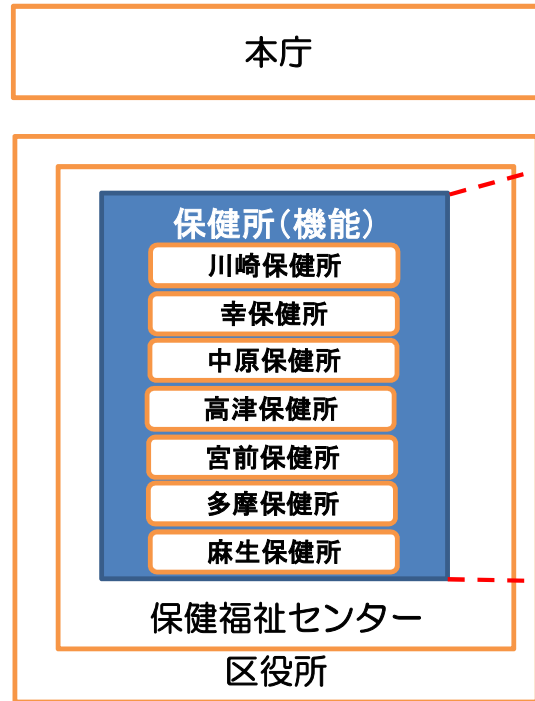 本庁
保健所（機能）
川崎保健所
幸保健所
中原保健所
高津保健所
宮前保健所
多摩保健所
麻生保健所
保健福祉センター
区役所